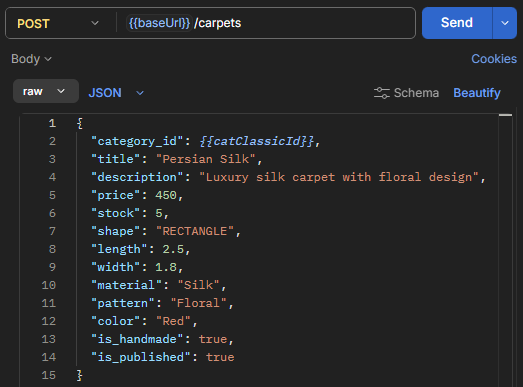 POST {{baseUrl}} /carpets Send
Body Cookies
raw JSON Schema Beautify
1 {
2 "category_id": {{catClassicId}},
3 "title": "Persian Silk",
4 "description": "Luxury silk carpet with floral design",
5 "price": 450,
6 "stock": 5,
7 "shape": "RECTANGLE",
8 "length": 2.5,
9 "width": 1.8,
10 "material": "Silk",
11 "pattern": "Floral",
12 "color": "Red",
13 "is_handmade": true,
14 "is_published": true
15 }